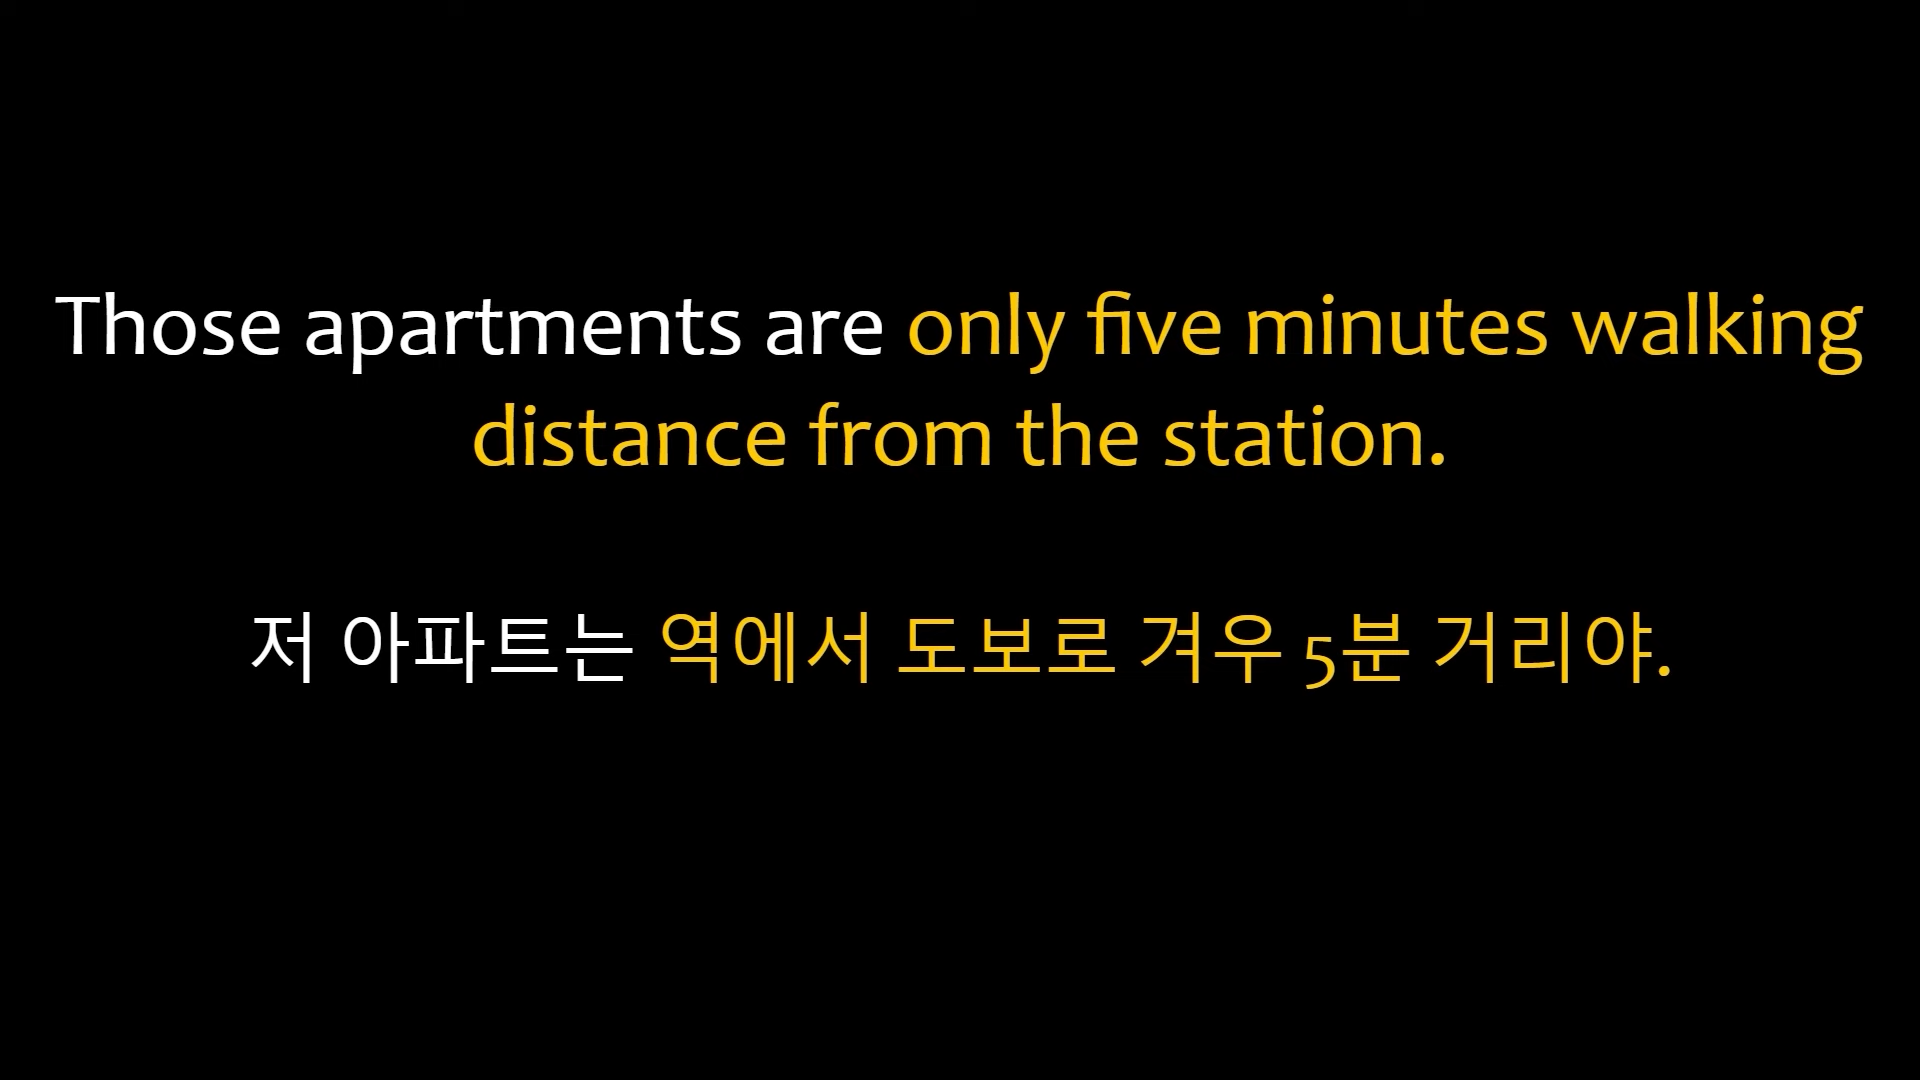 Those apartments are only five minutes walking
distance from the station.
저 아파트는 역에서 도보로 겨우 5분 거리야.